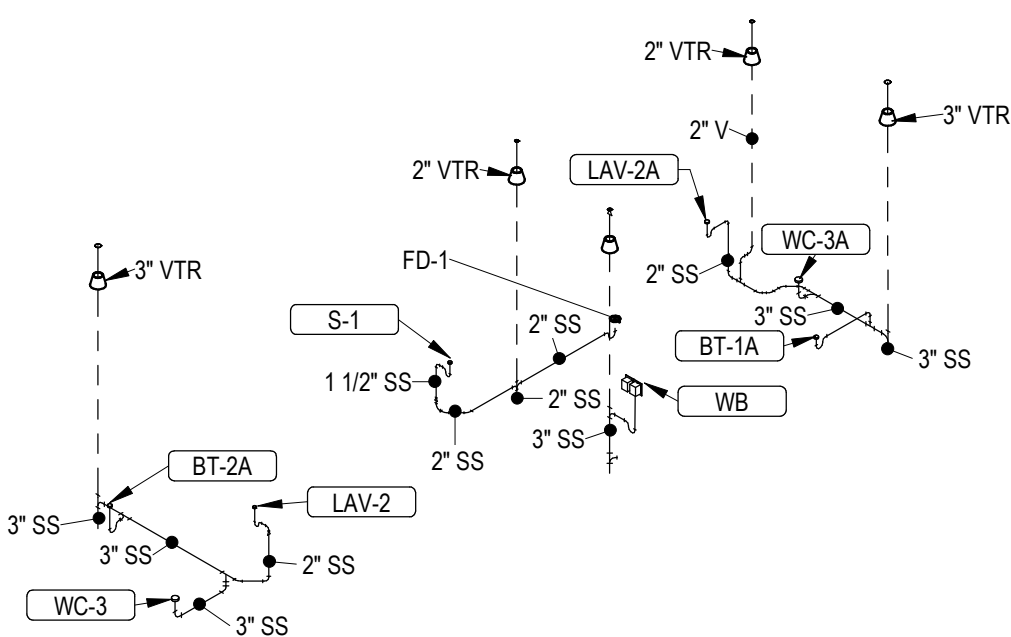 2" VTR
3" VTR
2" V
2" VTR
LAV-2A
WC-3A
FD-1
3" VTR
2" SS
3" SS
S-1
2" SS
BT-1A
3" SS
1 1/2" SS
2" SS
WB
3" SS
2" SS
BT-2A
LAV-2
3" SS
3" SS
2" SS
WC-3
3" SS